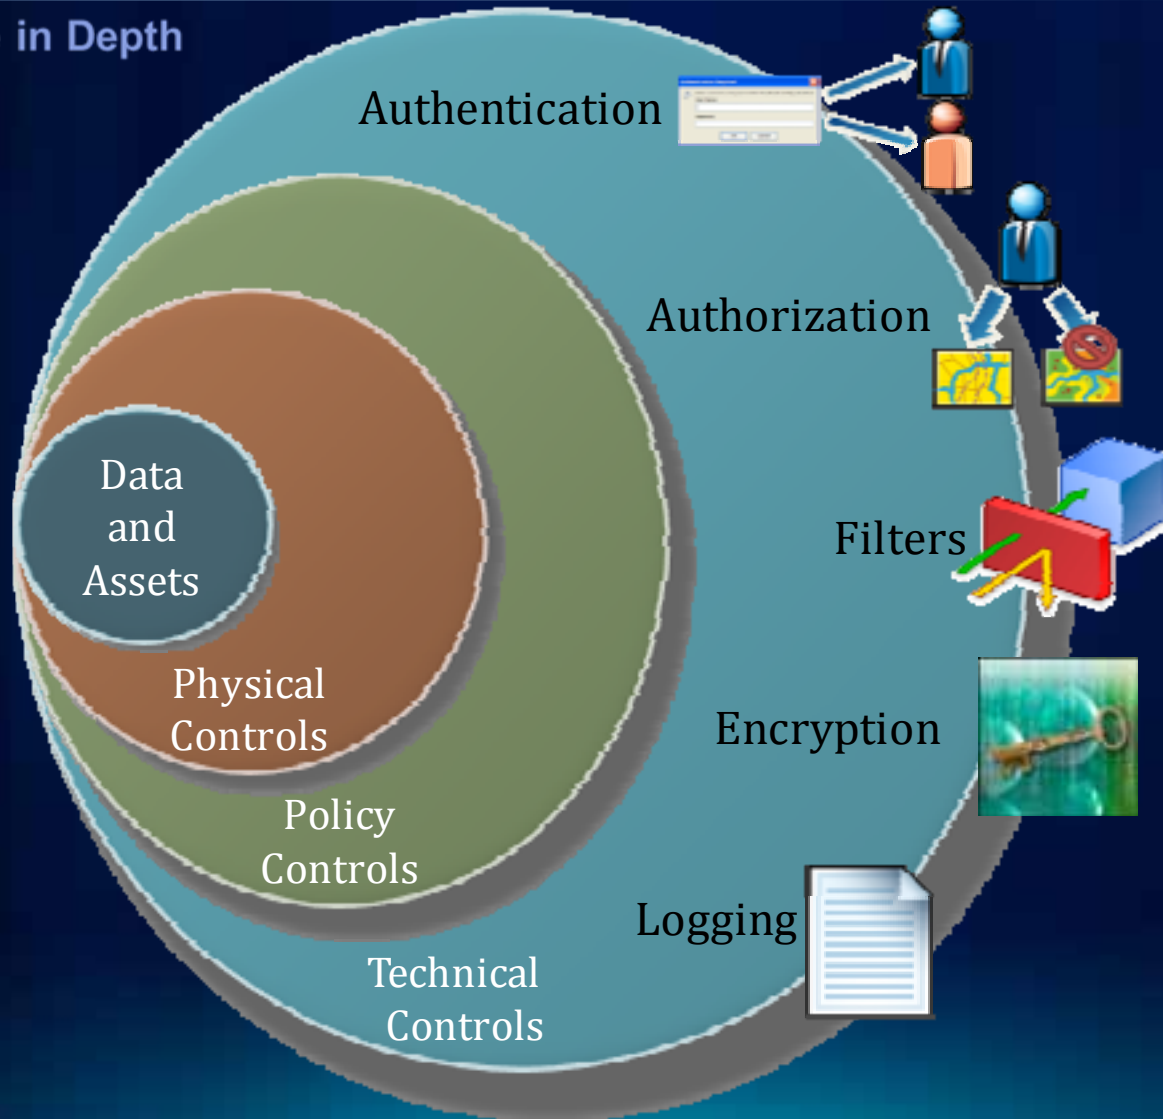 in Depth
Authentication
Authorization
Filters
Encryption
Logging
Data
and
Assets
Physical
Controls
Policy
Controls
Technical
Controls